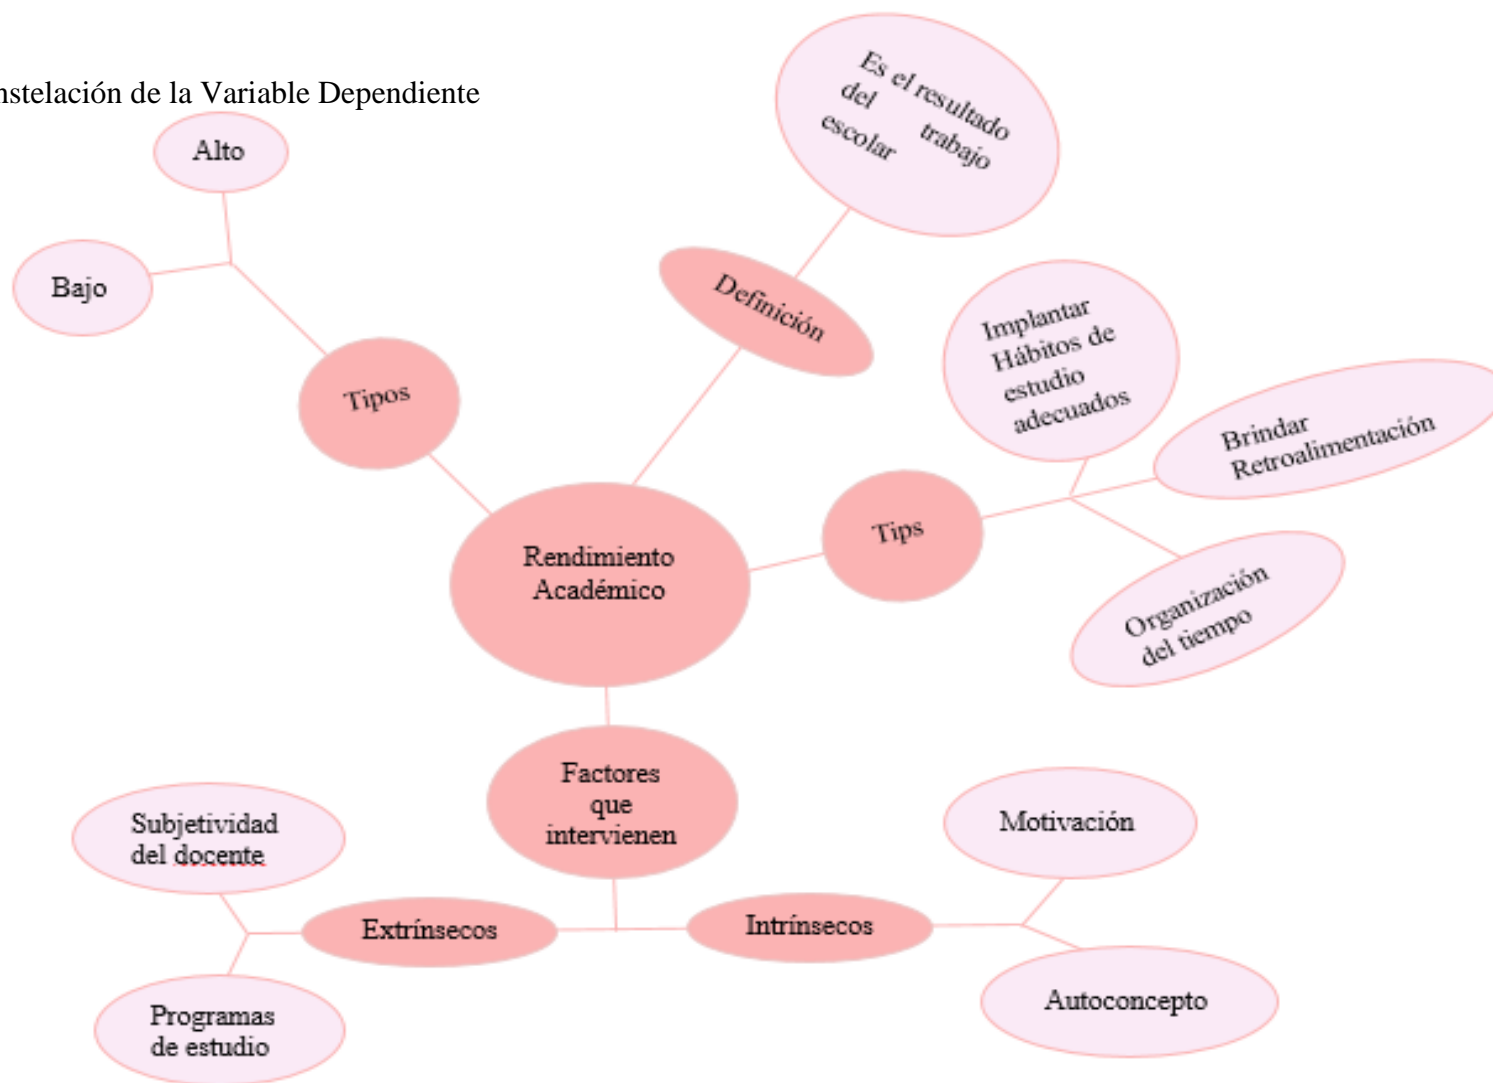 nstelación de la Variable Dependiente
Alto
Bajo
Tipos
Es el resultado
del trabajo
escolar
Definición
Implantar
Hábitos de
estudio
adecuados
Brindar
Retroalimentación
Tips
Organización
del tiempo
Rendimiento
Académico
Factores
que
intervienen
Subjetividad
del docente
Extrínsecos
Programas
de estudio
Intrínsecos
Motivación
Autoconcepto